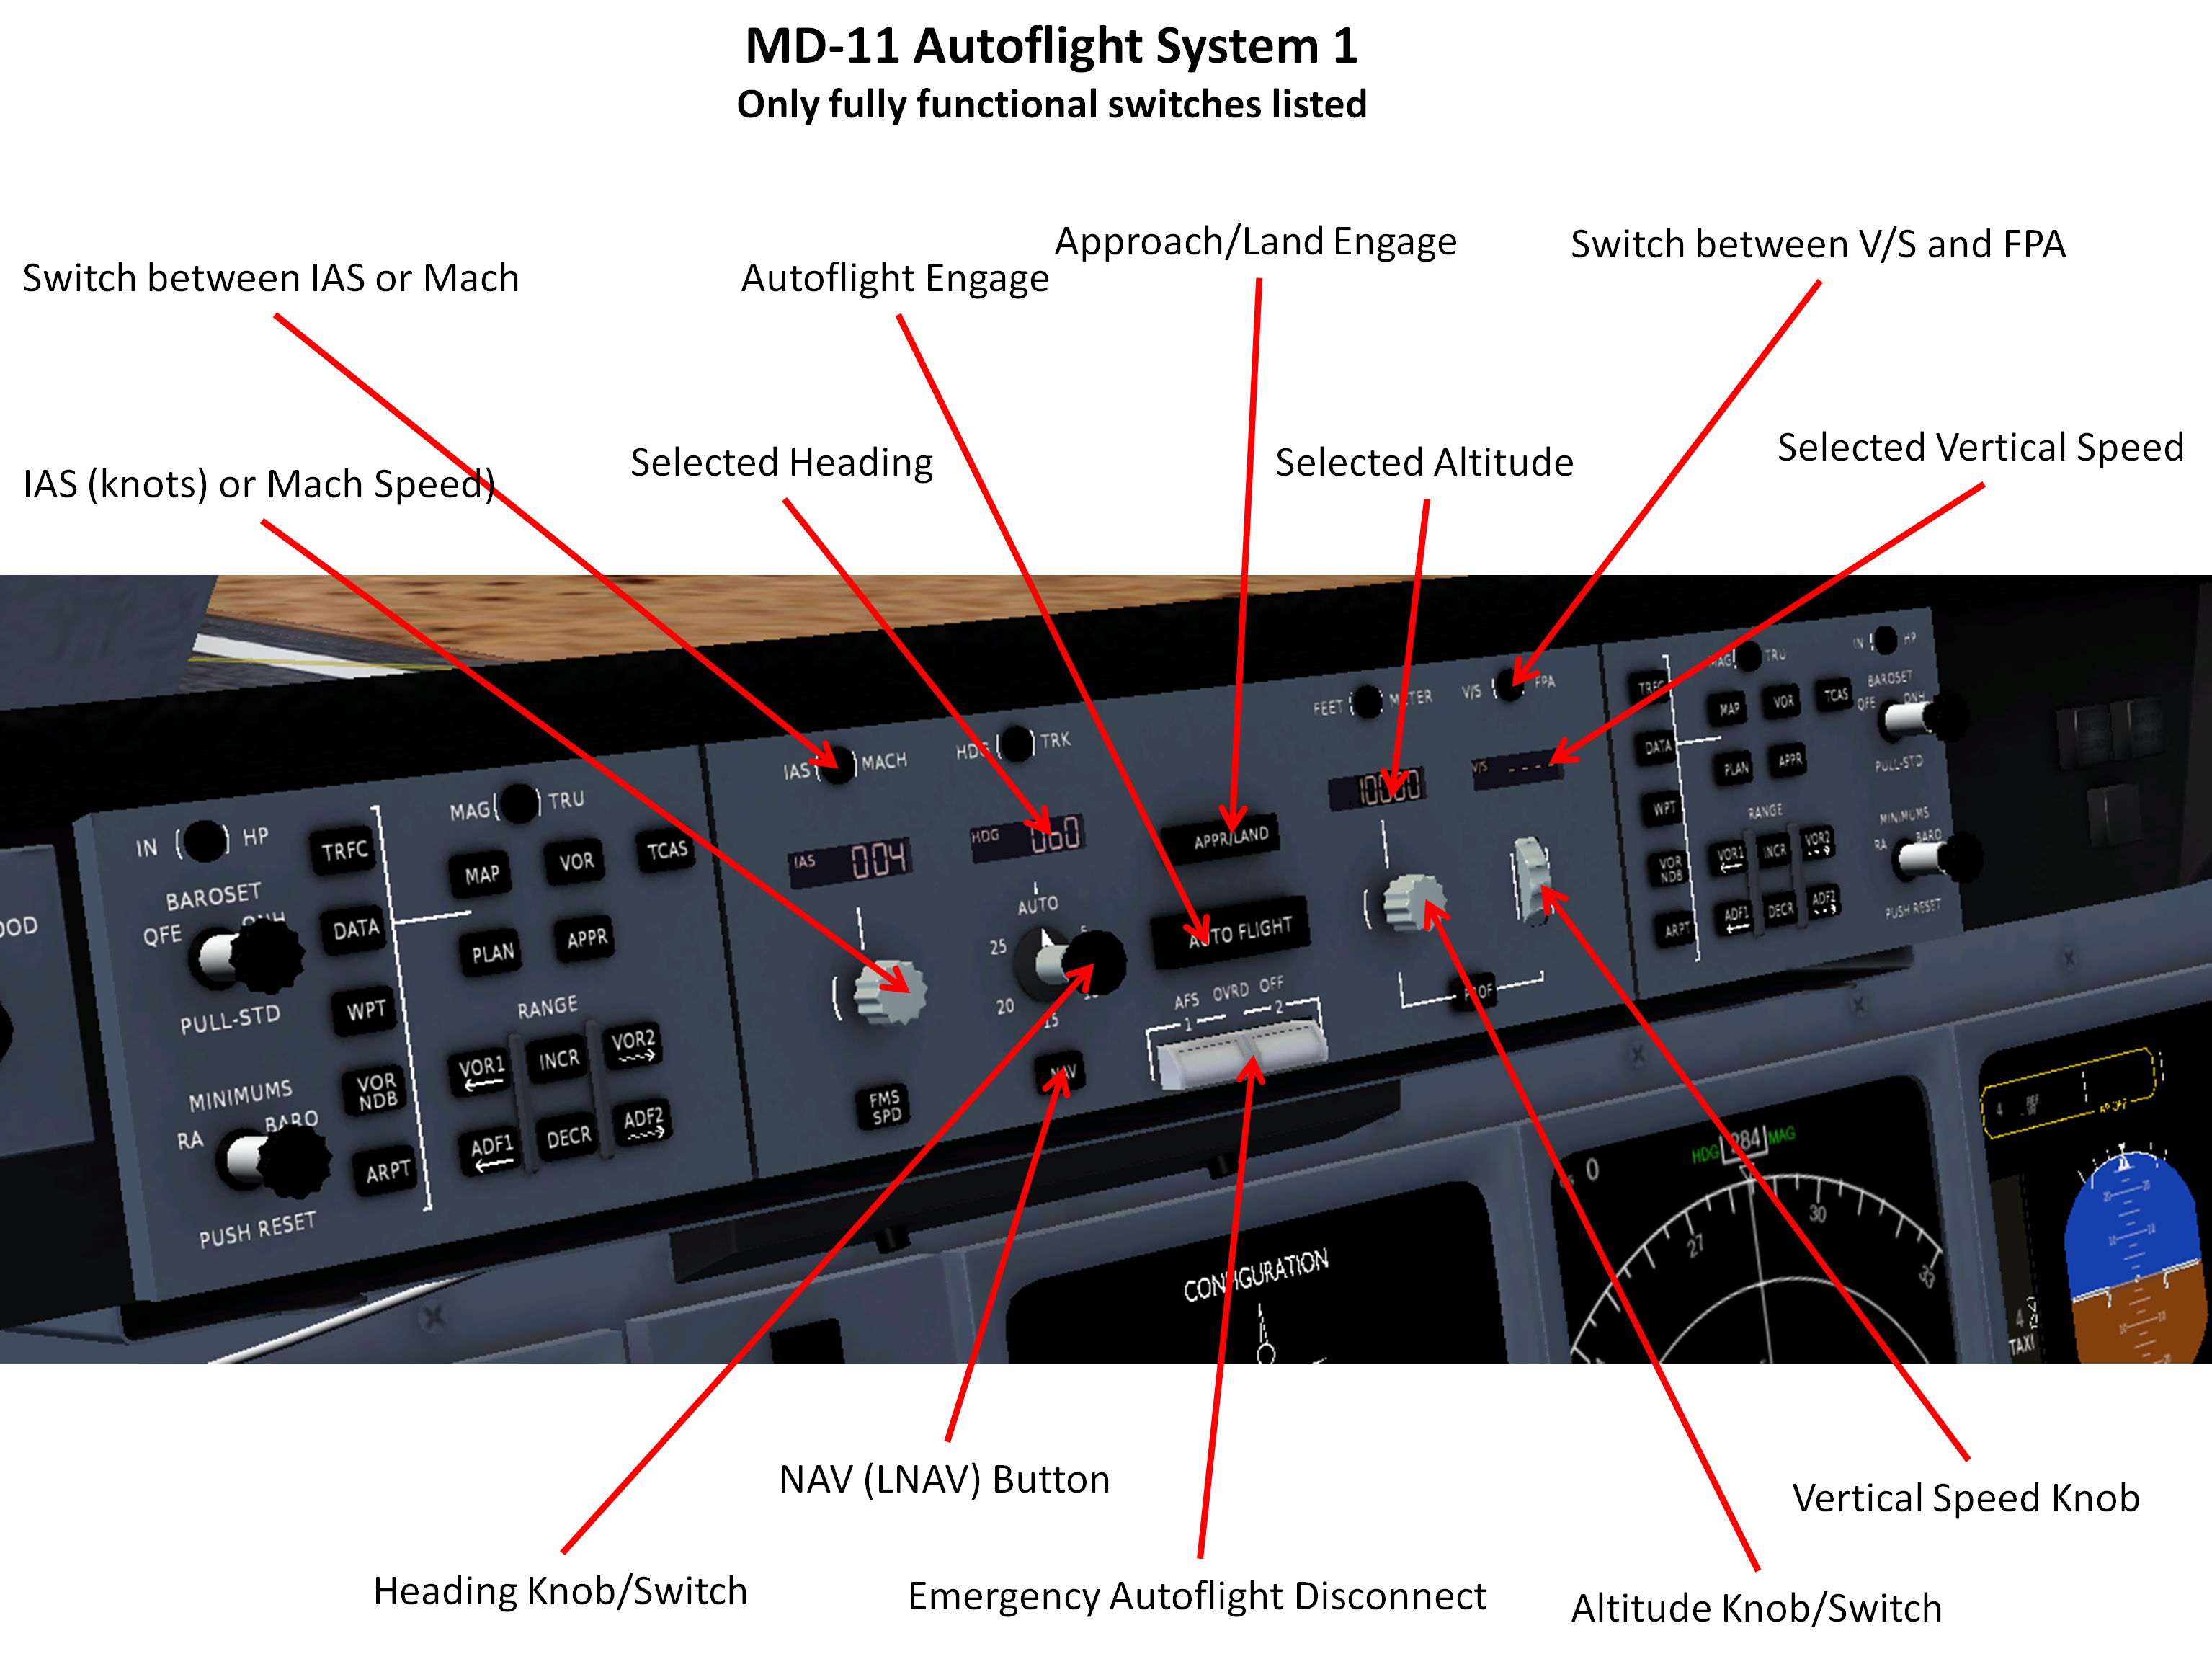 MD-11 Autoflight System 1
Only fully functional switches listed
Approach/Land Engage
Switch between V/S and FPA
Switch between IAS or Mach
Autoflight Engage
Selected Vertical Speed
Selected Heading
Selected Altitude
IAS (knots) or Mach Speed)
IN HP
BAROSET
QFE QNH
PULL-STD
MINIMUMS
RA BARO
PUSH RESET
TRFC
DATA
WPT
VOR
NDB
ARPT
MAG TRU
MAP VOR TCAS
PLAN APPR
RANGE
VOR1 INCR VOR2
ADF1 DECR ADF2
IAS MACH
IAS 004
FMS
SPD
HDG TRK
HDG 060
AUTO
25 5
20
15
NAV
APPR/LAND
AUTO FLIGHT
AFS OVRD OFF
1 2
FEET METER
10000
V/S FPA
V/S ----
PROF
TRFC
DATA
WPT
VOR
NDB
ARPT
MAG TRU
MAP VOR TCAS
PLAN APPR
RANGE
VOR1 INCR VOR2
ADF1 DECR ADF2
IN HP
BAROSET
QFE QNH
PULL-STD
MINIMUMS
RA BARO
PUSH RESET
CONFIGURATION
GS 0
HDG 284 MAG
27 30 33
4
TAXI
NAV (LNAV) Button
Vertical Speed Knob
Heading Knob/Switch
Emergency Autoflight Disconnect
Altitude Knob/Switch